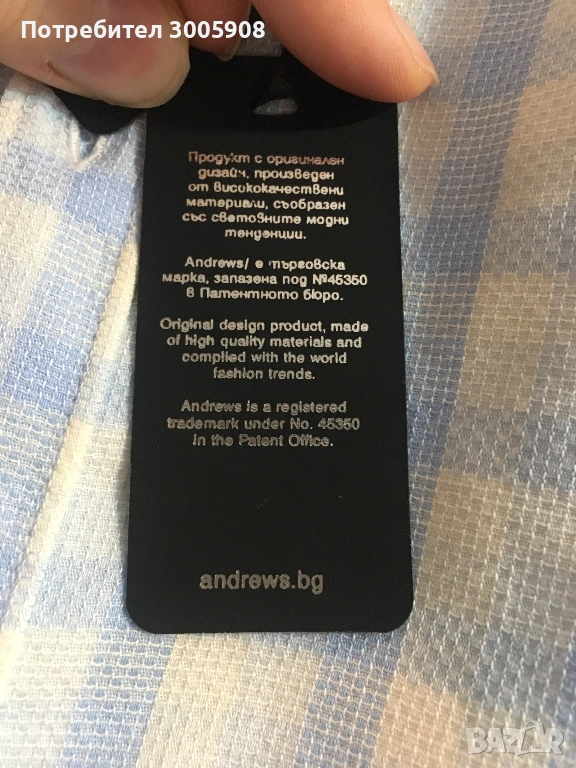 Потребител 3005908
Продукт с оригинален
дизайн, произведен
от висококачествени
материали, съобразен
със световните модни
тенденции.
Andrews/ е търговска
марка, запазена под №45350
в Патентното бюро.
Original design product, made
of high quality materials and
complied with the world
fashion trends.
Andrews is a registered
trademark under No. 45350
in the Patent Office.
andrews.bg
BAZAR